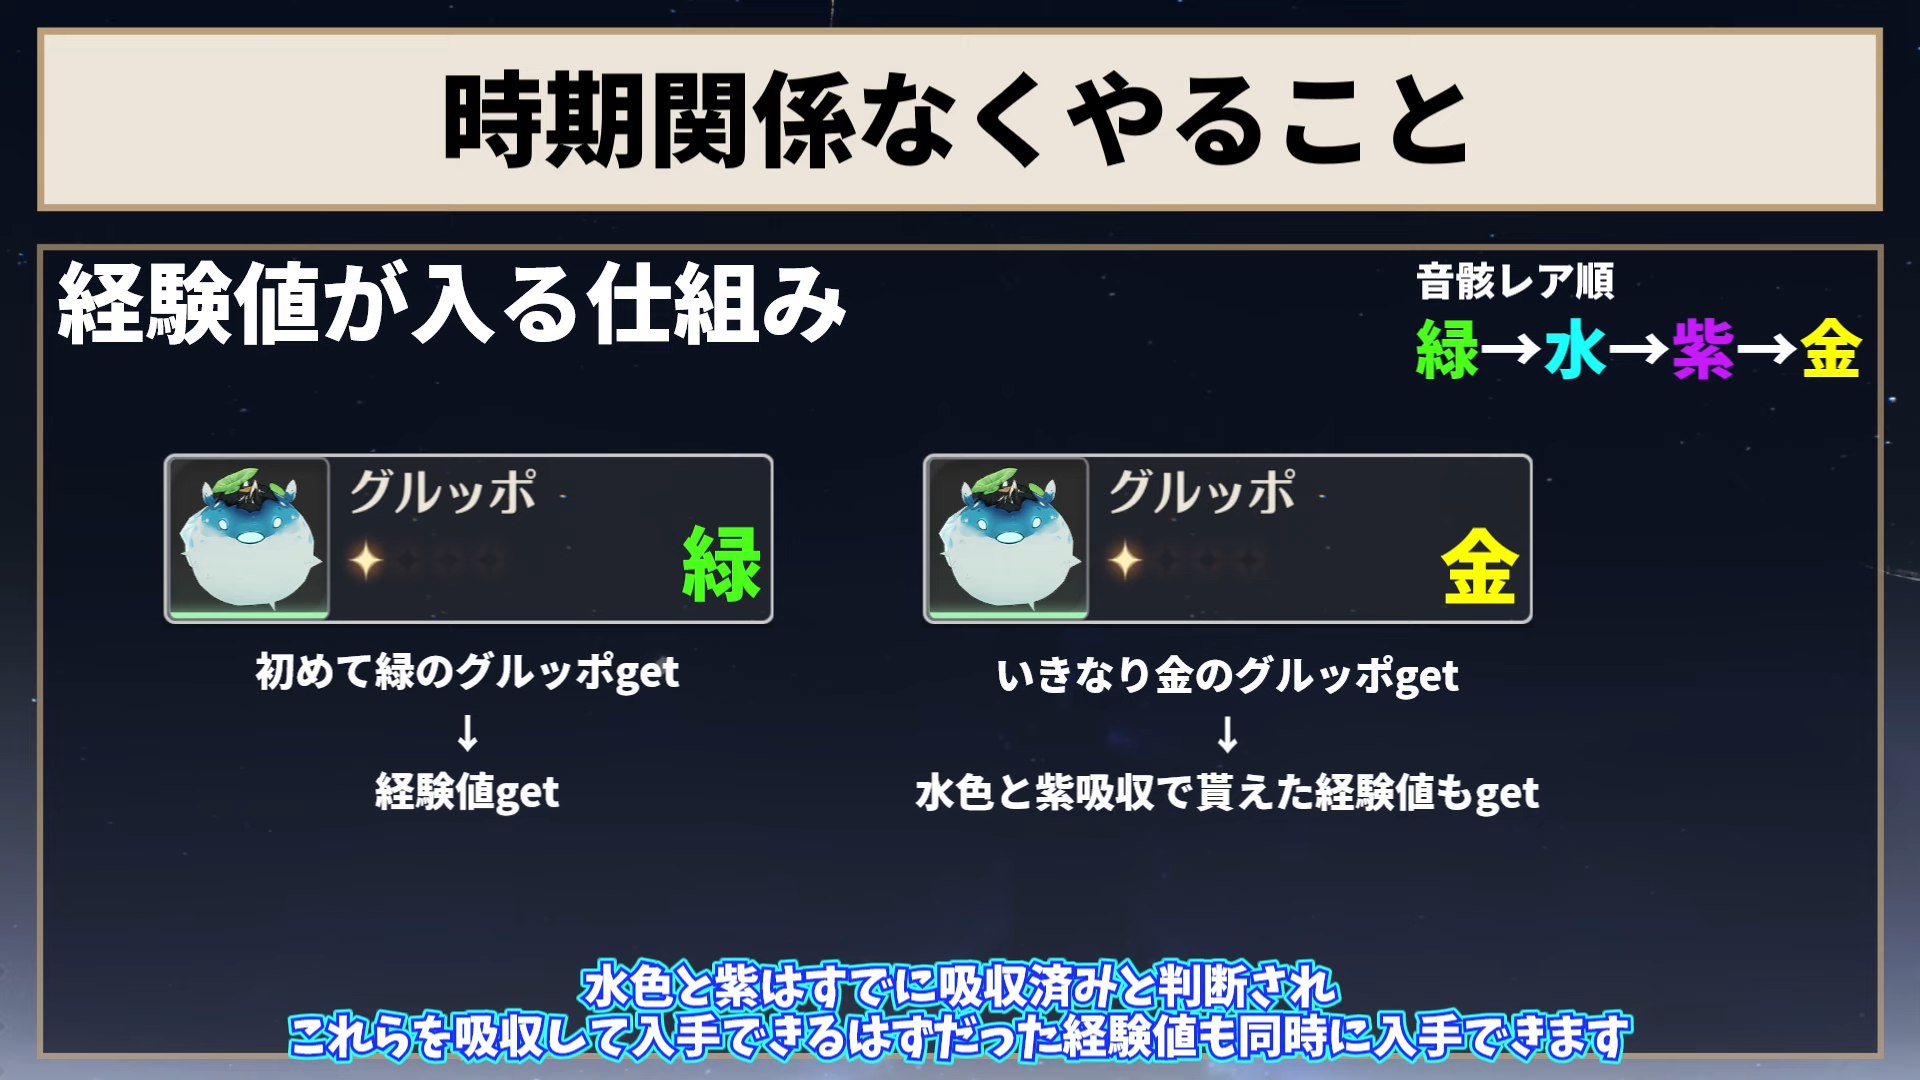 時期関係なくやること
経験値が入る仕組み
音骸レア順
緑→水→紫→金
グルッポ
緑
初めて緑のグルッポget
↓
経験値get
グルッポ
金
いきなり金のグルッポget
↓
水色と紫吸収で貰えた経験値もget
水色と紫はすでに吸収済みと判断され
これらを吸収して入手できるはずだった経験値も同時に入手できます